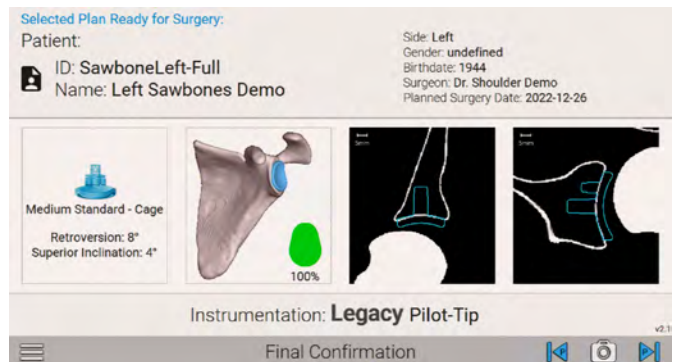 Selected Plan Ready for Surgery:
Patient:
ID: SawboneLeft-Full
Name: Left Sawbones Demo
Side: Left
Gender: undefined
Birthdate: 1944
Surgeon: Dr. Shoulder Demo
Planned Surgery Date: 2022-12-26
Medium Standard - Cage
Retroversion: 8°
Superior Inclination: 4°
100%
5mm
5mm
Instrumentation: Legacy Pilot-Tip
Final Confirmation